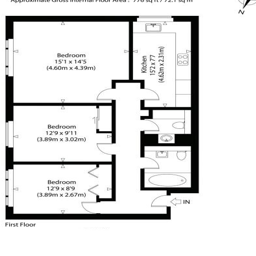 Approximate Gross Internal Floor Area : 776 sq ft / 72.1 sq m
N
Bedroom
15'1 x 14'5
(4.60m x 4.39m)
Kitchen
15'2 x 7'7
(4.62m x 2.31m)
Bedroom
12'9 x 9'11
(3.89m x 3.02m)
Bedroom
12'9 x 8'9
(3.89m x 2.67m)
IN
First Floor